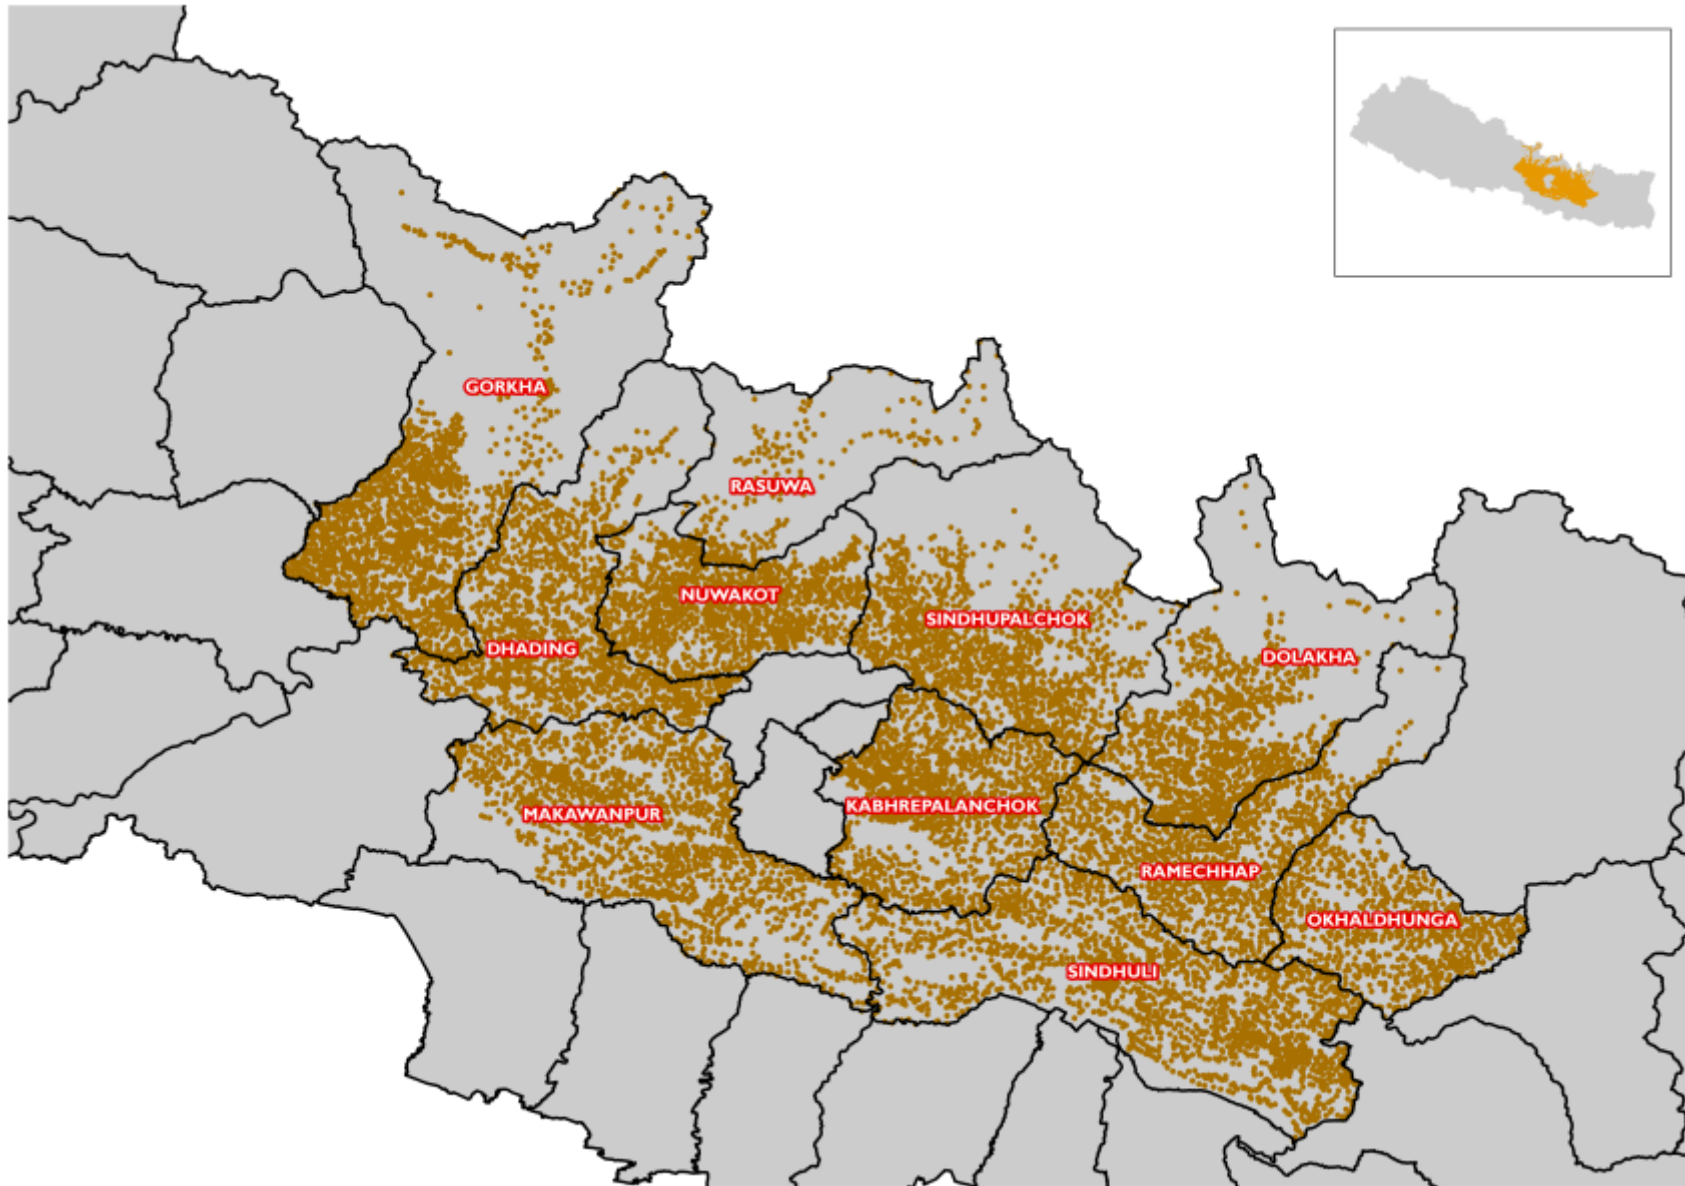 GORKHA
RASUWA
NUWAKOT
SINDHUPALCHOK
DHADING
DOLAKHA
KABHREPALANCHOK
MAKAWANPUR
RAMECHHAP
OKHALDHUNGA
SINDHULI